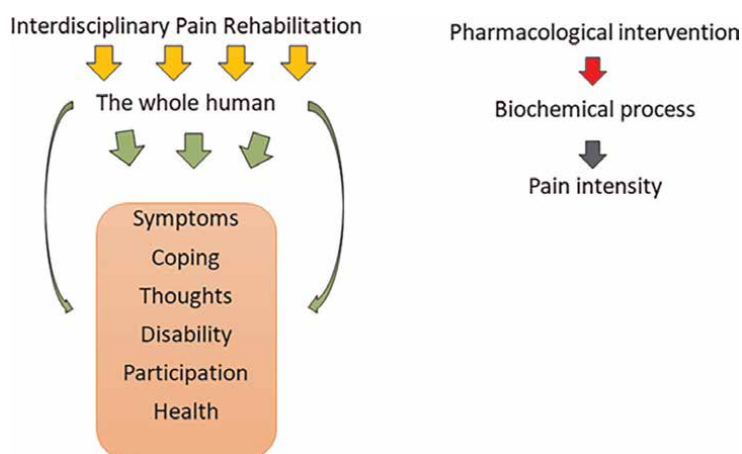 Interdisciplinary Pain Rehabilitation
The whole human
Symptoms
Coping
Thoughts
Disability
Participation
Health
Pharmacological intervention
Biochemical process
Pain intensity